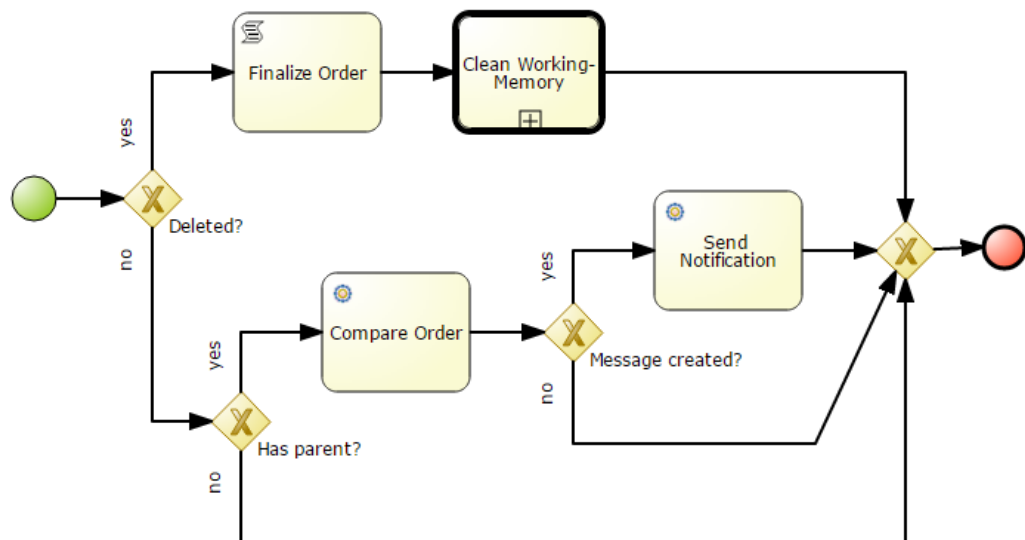 Finalize Order
Clean Working-
Memory
yes
Deleted?
no
Send
Notification
yes
Compare Order
Message created?
yes
no
Has parent?
no